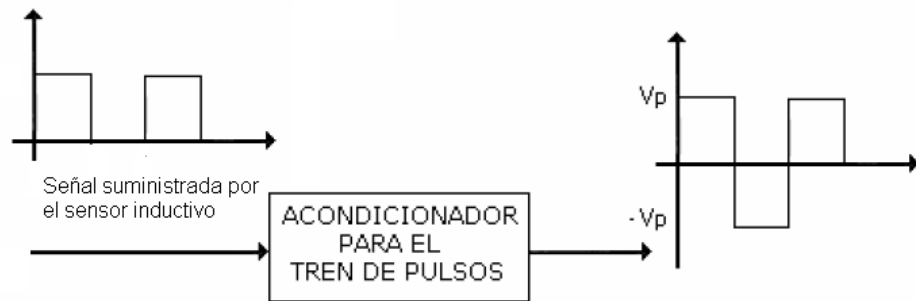 Señal suministrada por
el sensor inductivo
ACONDICIONADOR
PARA EL
TREN DE PULSOS
Vp
-Vp